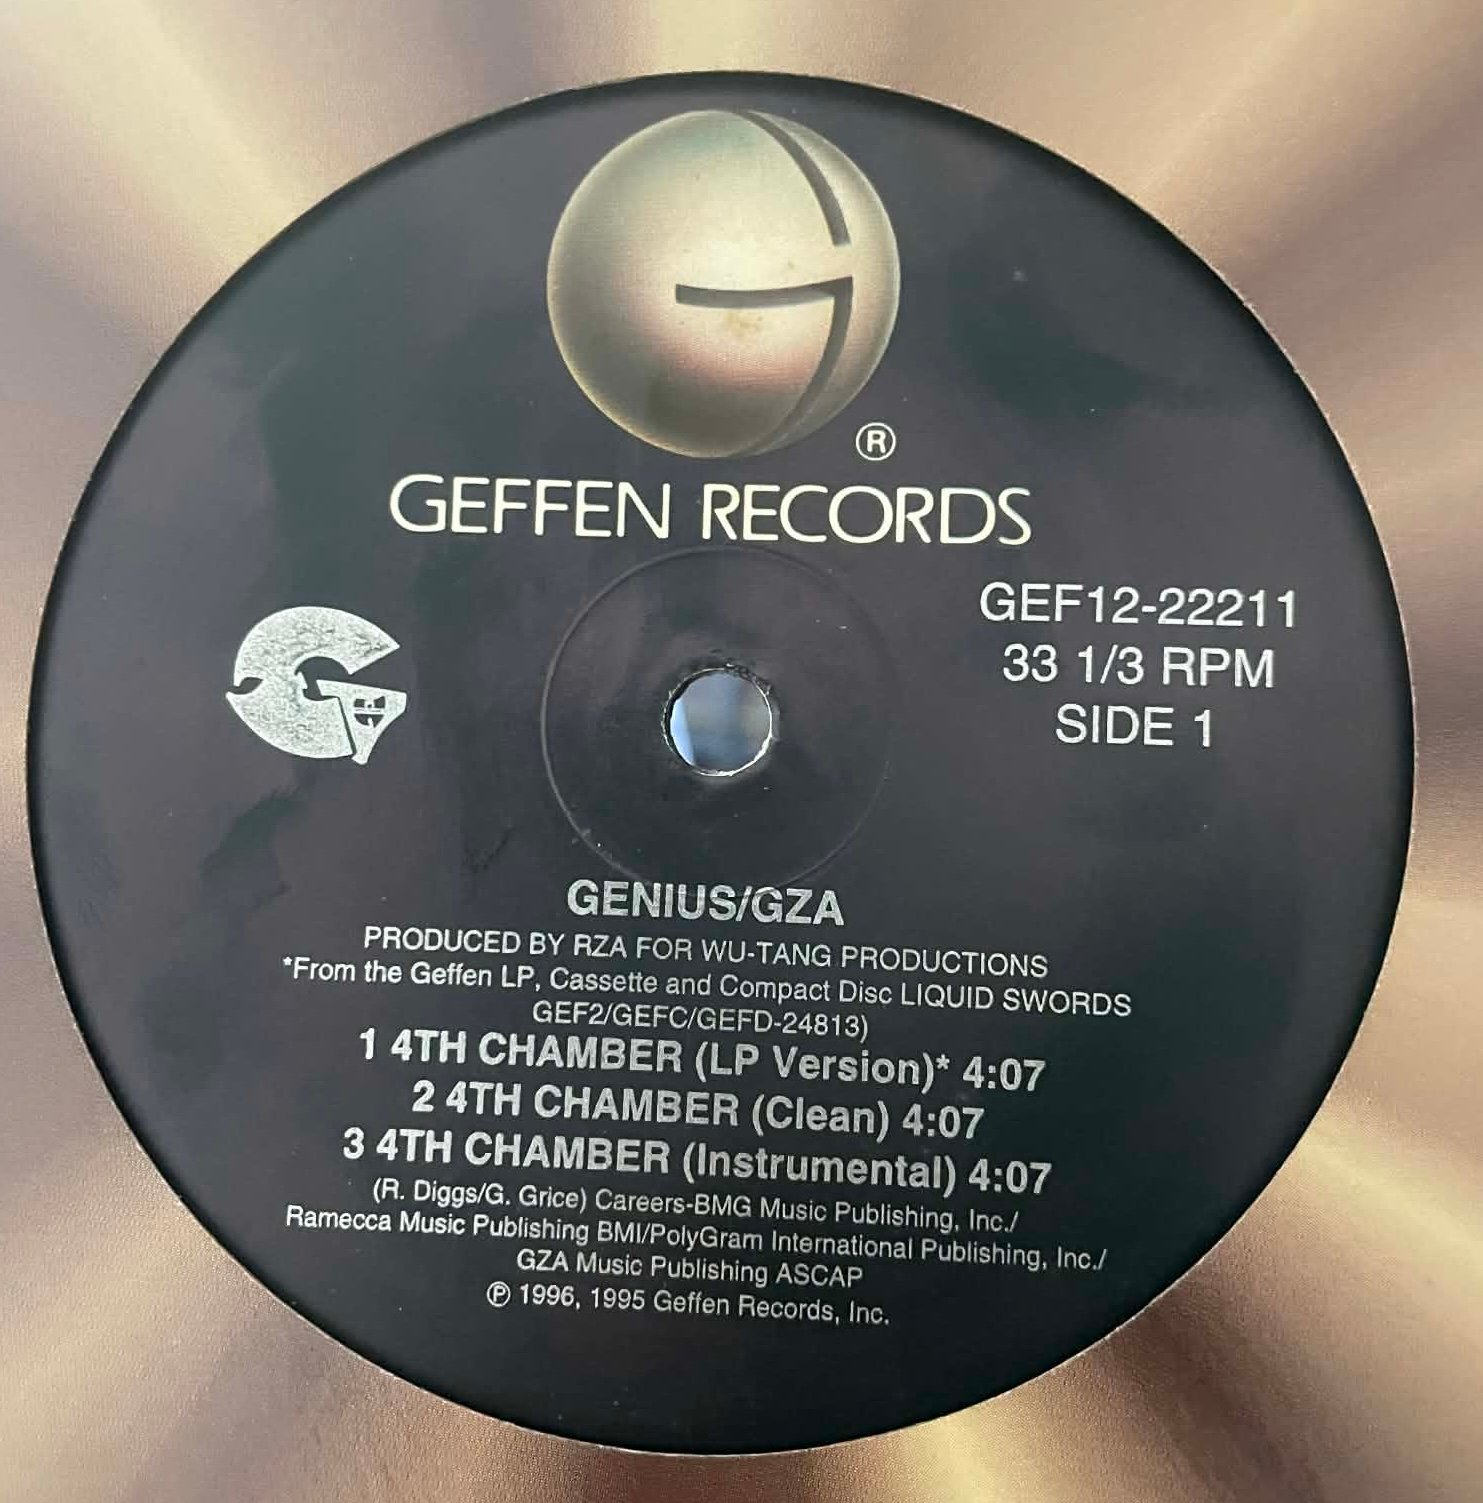 ®
GEFFEN RECORDS
GEF12-22211
33 1/3 RPM
SIDE 1
GENIUS/GZA
PRODUCED BY RZA FOR WU-TANG PRODUCTIONS
*From the Geffen LP, Cassette and Compact Disc LIQUID SWORDS
GEF2/GEFC/GEFD-24813)
1 4TH CHAMBER (LP Version)* 4:07
2 4TH CHAMBER (Clean) 4:07
3 4TH CHAMBER (Instrumental) 4:07
(R. Diggs/G. Grice) Careers-BMG Music Publishing, Inc./
Ramecca Music Publishing BMI/PolyGram International Publishing, Inc./
GZA Music Publishing ASCAP
℗ 1996, 1995 Geffen Records, Inc.